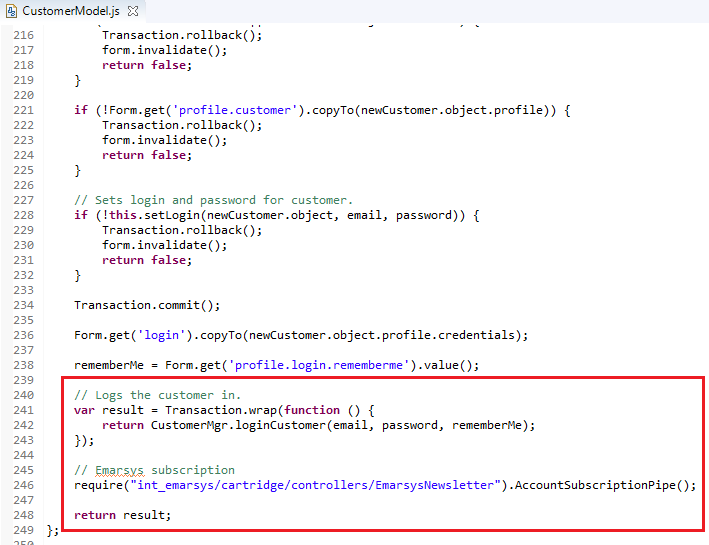 CustomerModel.js
216 Transaction.rollback();
217 form.invalidate();
218 return false;
219 }
220
221 if (!Form.get('profile.customer').copyTo(newCustomer.object.profile)) {
222 Transaction.rollback();
223 form.invalidate();
224 return false;
225 }
226
227 // Sets login and password for customer.
228 if (!this.setLogin(newCustomer.object, email, password)) {
229 Transaction.rollback();
230 form.invalidate();
231 return false;
232 }
233
234 Transaction.commit();
235
236 Form.get('login').copyTo(newCustomer.object.profile.credentials);
237
238 rememberMe = Form.get('profile.login.rememberme').value();
239
240 // Logs the customer in.
241 var result = Transaction.wrap(function () {
242 return CustomerMgr.loginCustomer(email, password, rememberMe);
243 });
244
245 // Emarsys subscription
246 require("int_emarsys/cartridge/controllers/EmarsysNewsletter").AccountSubscriptionPipe();
247
248 return result;
249 };
250